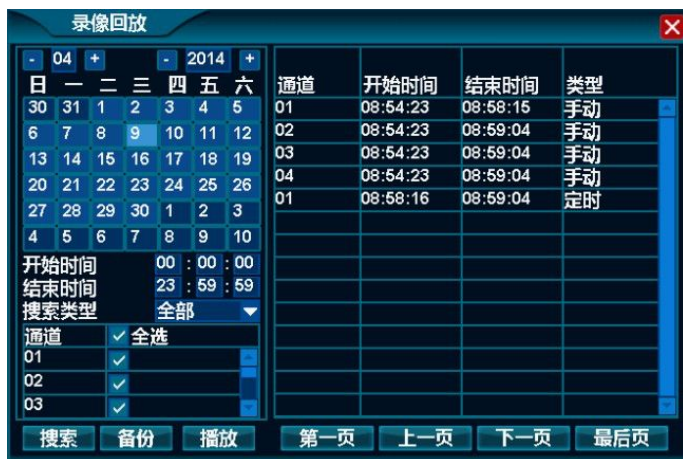 录像回放
- 04 + - 2014 +
日 一 二 三 四 五 六
30 31 1 2 3 4 5
6 7 8 9 10 11 12
13 14 15 16 17 18 19
20 21 22 23 24 25 26
27 28 29 30 1 2 3
4 5 6 7 8 9 10
开始时间 00 : 00 : 00
结束时间 23 : 59 : 59
搜索类型 全部
通道 全选
01
02
03
搜索 备份 播放
通道 开始时间 结束时间 类型
01 08:54:23 08:58:15 手动
02 08:54:23 08:59:04 手动
03 08:54:23 08:59:04 手动
04 08:54:23 08:59:04 手动
01 08:58:16 08:59:04 定时
第一页 上一页 下一页 最后页